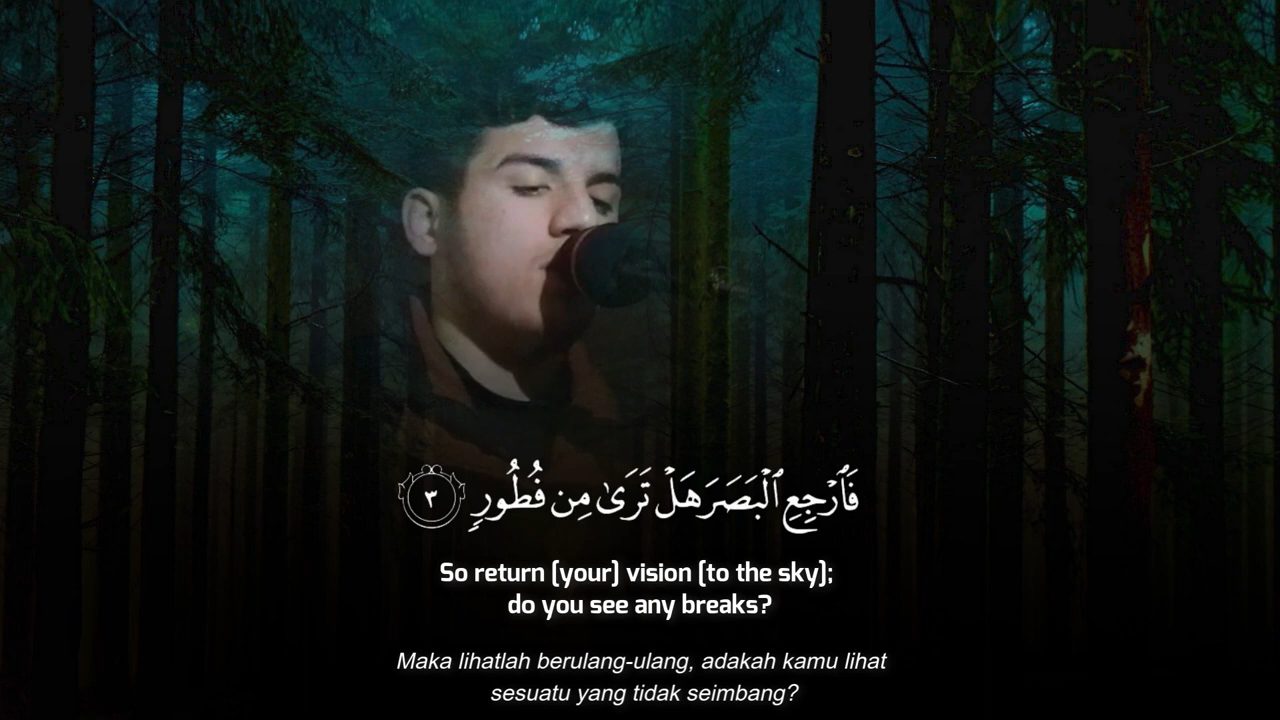 فَٱرْجِعِ ٱلْبَصَرَ هَلْ تَرَىٰ مِن فُطُورٍ ٣
So return (your) vision (to the sky);
do you see any breaks?
Maka lihatlah berulang-ulang, adakah kamu lihat
sesuatu yang tidak seimbang?